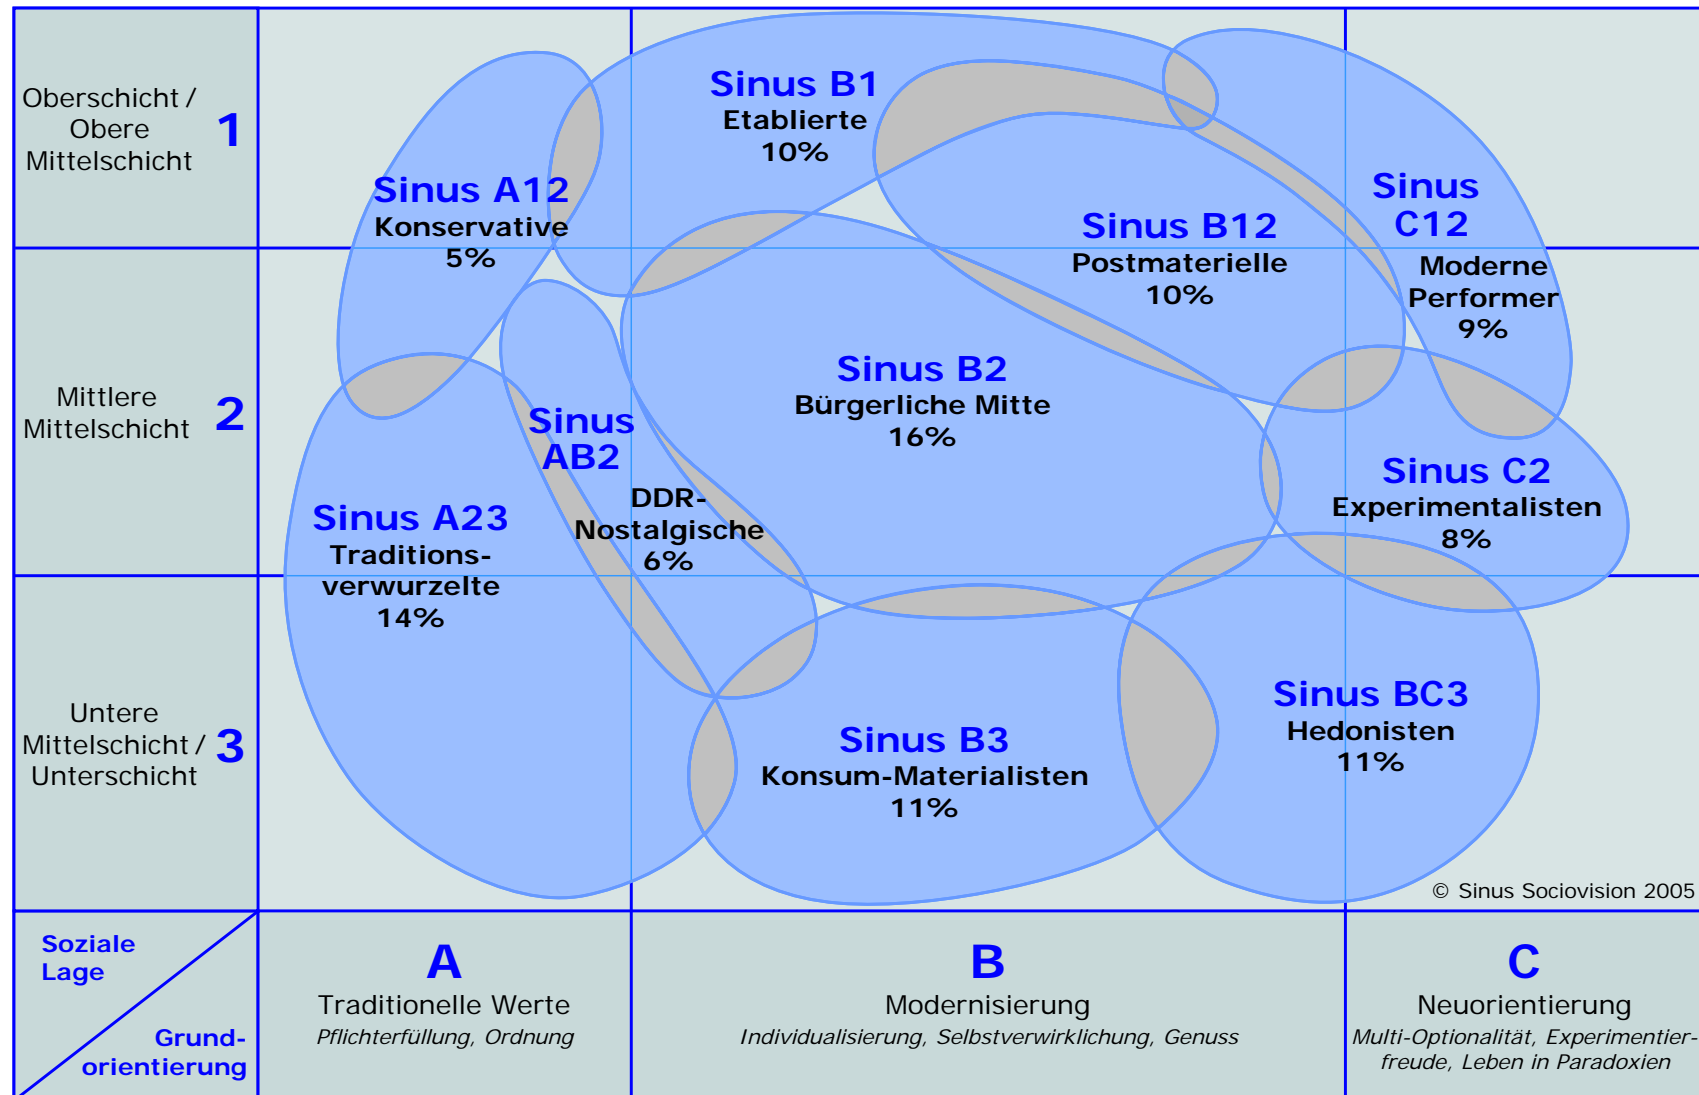 Oberschicht /
Obere
Mittelschicht
1
Sinus A12
Konservative
5%
Sinus B1
Etablierte
10%
Sinus B12
Postmaterielle
10%
Sinus
C12
Moderne
Performer
9%
Mittlere
Mittelschicht
2
Sinus
AB2
DDR-
Nostalgische
6%
Sinus B2
Bürgerliche Mitte
16%
Sinus C2
Experimentalisten
8%
Sinus A23
Traditions-
verwurzelte
14%
Untere
Mittelschicht /
Unterschicht
3
Sinus B3
Konsum-Materialisten
11%
Sinus BC3
Hedonisten
11%
© Sinus Sociovision 2005
Soziale
Lage
Grund-
orientierung
A
Traditionelle Werte
Pflichterfüllung, Ordnung
B
Modernisierung
Individualisierung, Selbstverwirklichung, Genuss
C
Neuorientierung
Multi-Optionalität, Experimentier-
freude, Leben in Paradoxien